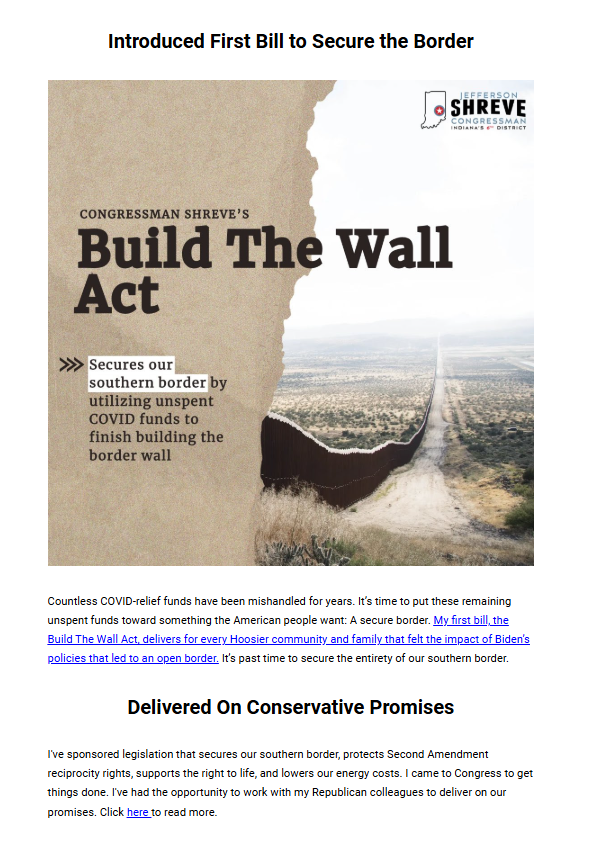 Introduced First Bill to Secure the Border
JEFFERSON
SHREVE
CONGRESSMAN
INDIANA'S 6TH DISTRICT
CONGRESSMAN SHREVE'S
Build The Wall
Act
>>> Secures our
southern border by
utilizing unspent
COVID funds to
finish building the
border wall
Countless COVID-relief funds have been mishandled for years. It’s time to put these remaining
unspent funds toward something the American people want: A secure border. My first bill, the
Build The Wall Act, delivers for every Hoosier community and family that felt the impact of Biden’s
policies that led to an open border. It’s past time to secure the entirety of our southern border.
Delivered On Conservative Promises
I've sponsored legislation that secures our southern border, protects Second Amendment
reciprocity rights, supports the right to life, and lowers our energy costs. I came to Congress to get
things done. I've had the opportunity to work with my Republican colleagues to deliver on our
promises. Click here to read more.